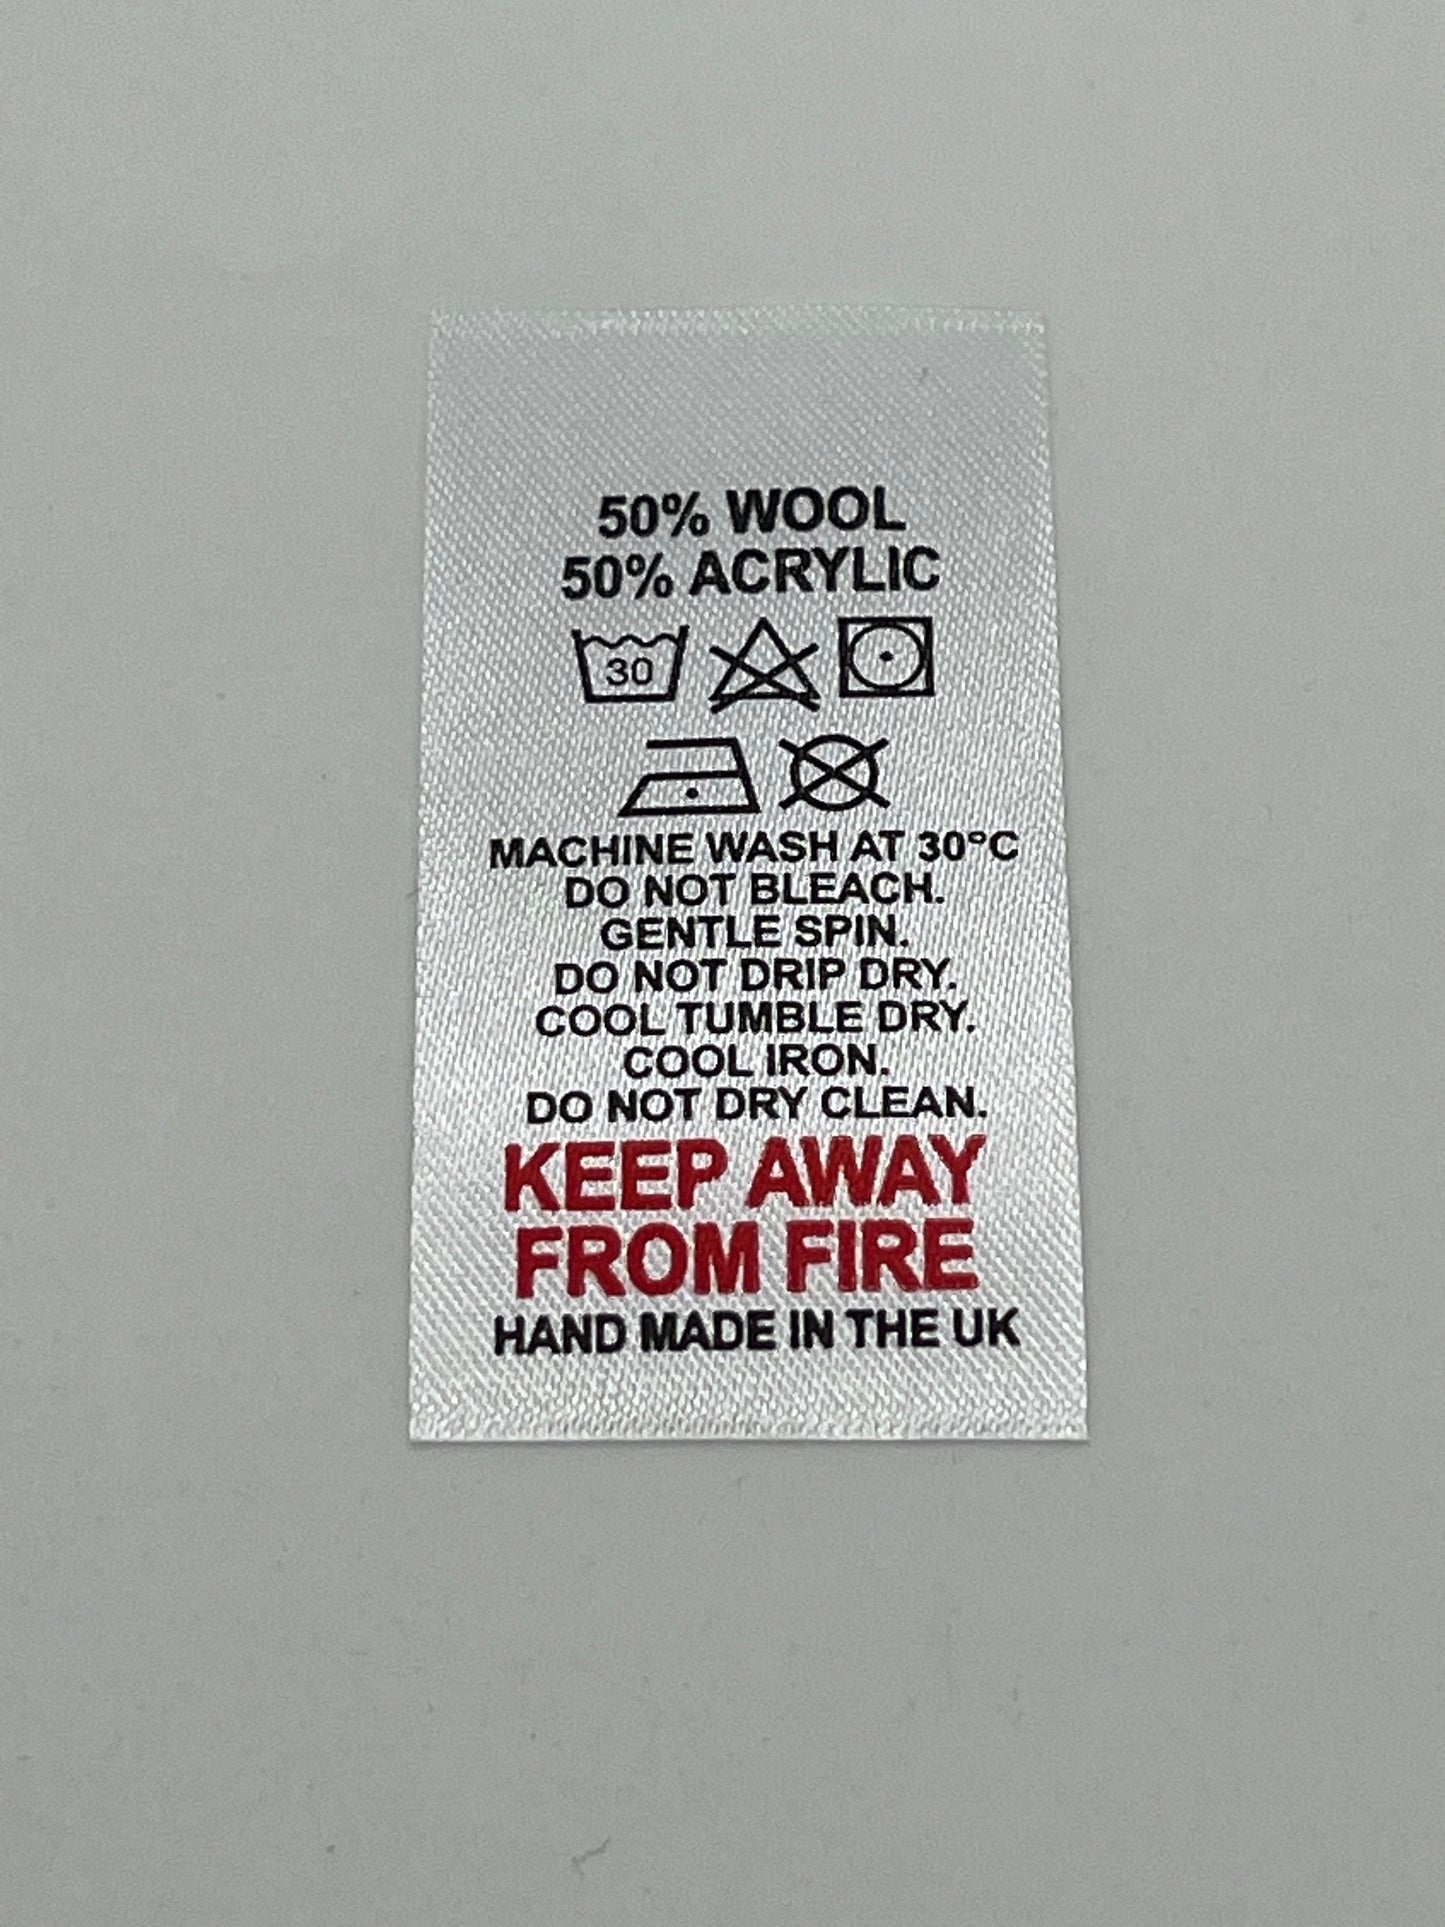 50% WOOL
50% ACRYLIC
30
MACHINE WASH AT 30°C
DO NOT BLEACH.
GENTLE SPIN.
DO NOT DRIP DRY.
COOL TUMBLE DRY.
COOL IRON.
DO NOT DRY CLEAN.
KEEP AWAY
FROM FIRE
HAND MADE IN THE UK